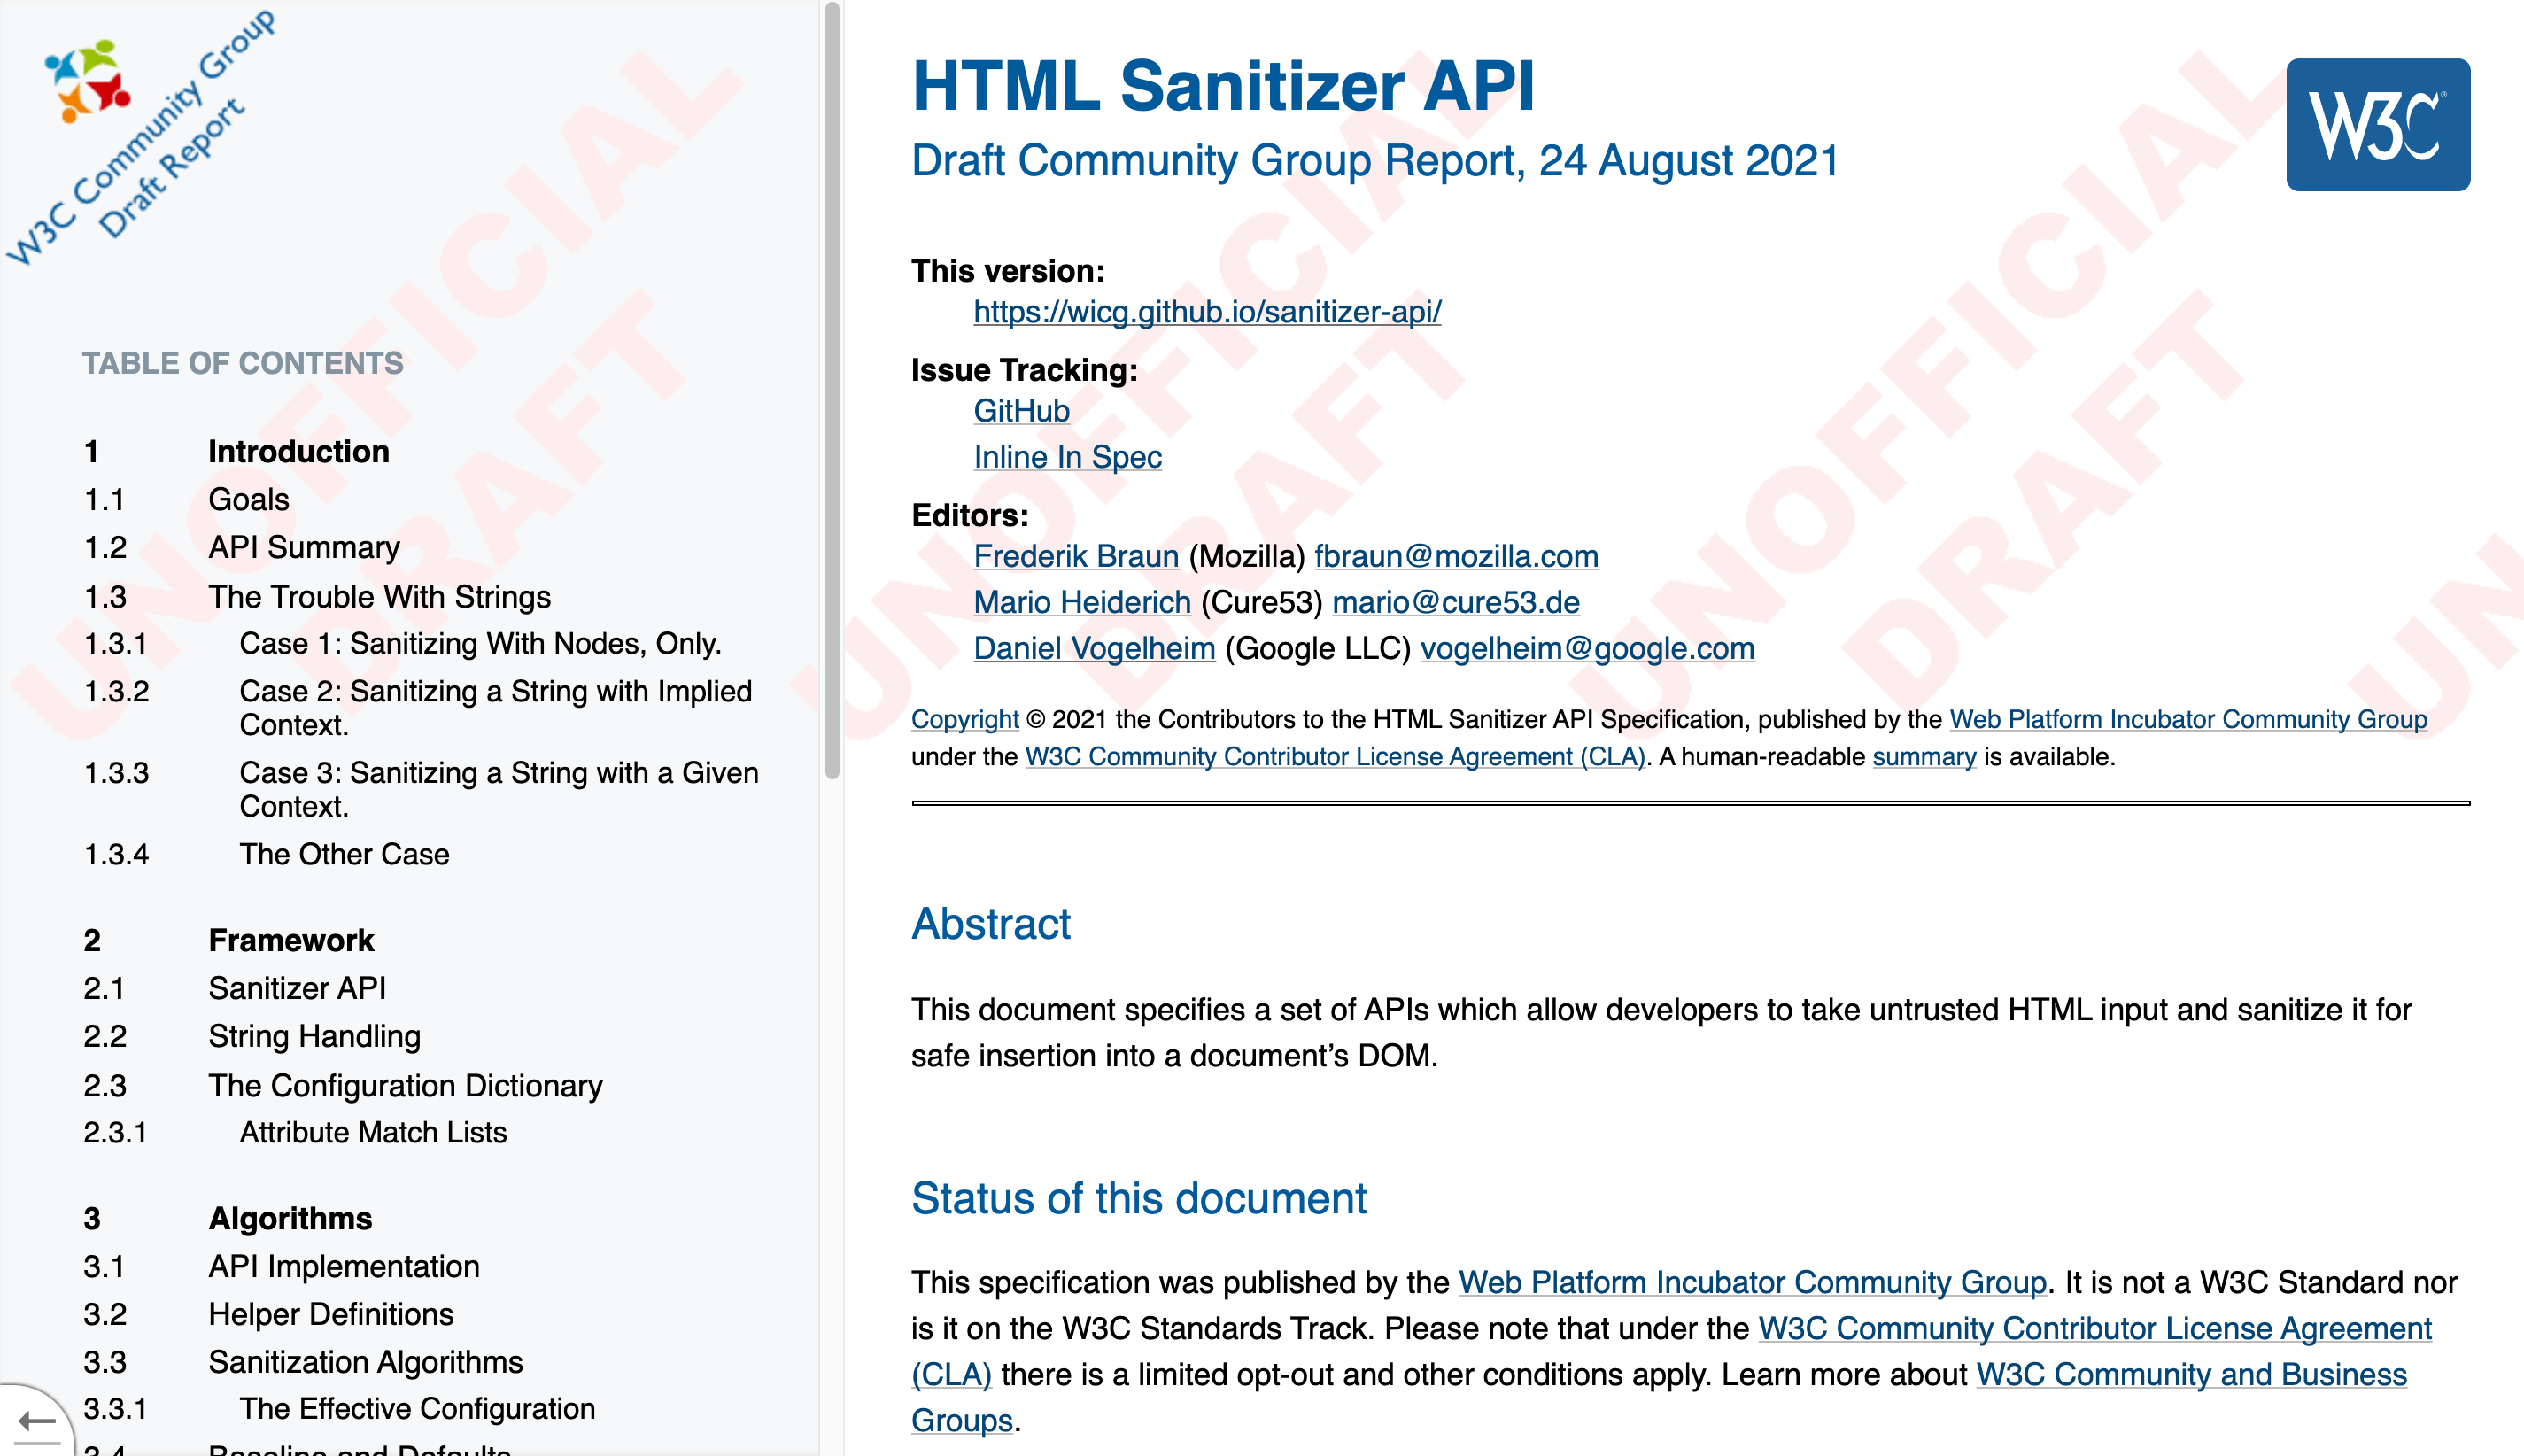 W3C Community Group
Draft Report
TABLE OF CONTENTS
1 Introduction
1.1 Goals
1.2 API Summary
1.3 The Trouble With Strings
1.3.1 Case 1: Sanitizing With Nodes, Only.
1.3.2 Case 2: Sanitizing a String with Implied
Context.
1.3.3 Case 3: Sanitizing a String with a Given
Context.
1.3.4 The Other Case
2 Framework
2.1 Sanitizer API
2.2 String Handling
2.3 The Configuration Dictionary
2.3.1 Attribute Match Lists
3 Algorithms
3.1 API Implementation
3.2 Helper Definitions
3.3 Sanitization Algorithms
3.3.1 The Effective Configuration
3.4 Baseline and Defaults
HTML Sanitizer API
W3C®
Draft Community Group Report, 24 August 2021
This version:
https://wicg.github.io/sanitizer-api/
Issue Tracking:
GitHub
Inline In Spec
Editors:
Frederik Braun (Mozilla) fbraun@mozilla.com
Mario Heiderich (Cure53) mario@cure53.de
Daniel Vogelheim (Google LLC) vogelheim@google.com
Copyright © 2021 the Contributors to the HTML Sanitizer API Specification, published by the Web Platform Incubator Community Group
under the W3C Community Contributor License Agreement (CLA). A human-readable summary is available.
Abstract
This document specifies a set of APIs which allow developers to take untrusted HTML input and sanitize it for
safe insertion into a document’s DOM.
Status of this document
This specification was published by the Web Platform Incubator Community Group. It is not a W3C Standard nor
is it on the W3C Standards Track. Please note that under the W3C Community Contributor License Agreement
(CLA) there is a limited opt-out and other conditions apply. Learn more about W3C Community and Business
Groups.
UNOFFICIAL
DRAFT
UNOFFICIAL
DRAFT
UNOFFICIAL
DRAFT
UN